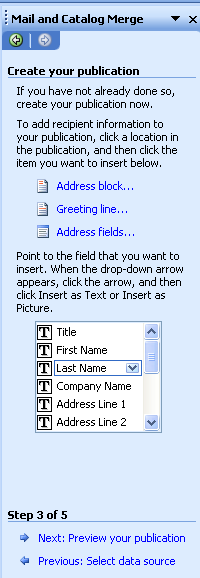 Mail and Catalog Merge
Create your publication
If you have not already done so,
create your publication now.
To add recipient information to
your publication, click a location in
the publication, and then click the
item you want to insert below.
Address block...
Greeting line...
Address fields...
Point to the field that you want to
insert. When the drop-down arrow
appears, click the arrow, and then
click Insert as Text or Insert as
Picture.
T Title
T First Name
T Last Name
T Company Name
T Address Line 1
T Address Line 2
Step 3 of 5
Next: Preview your publication
Previous: Select data source